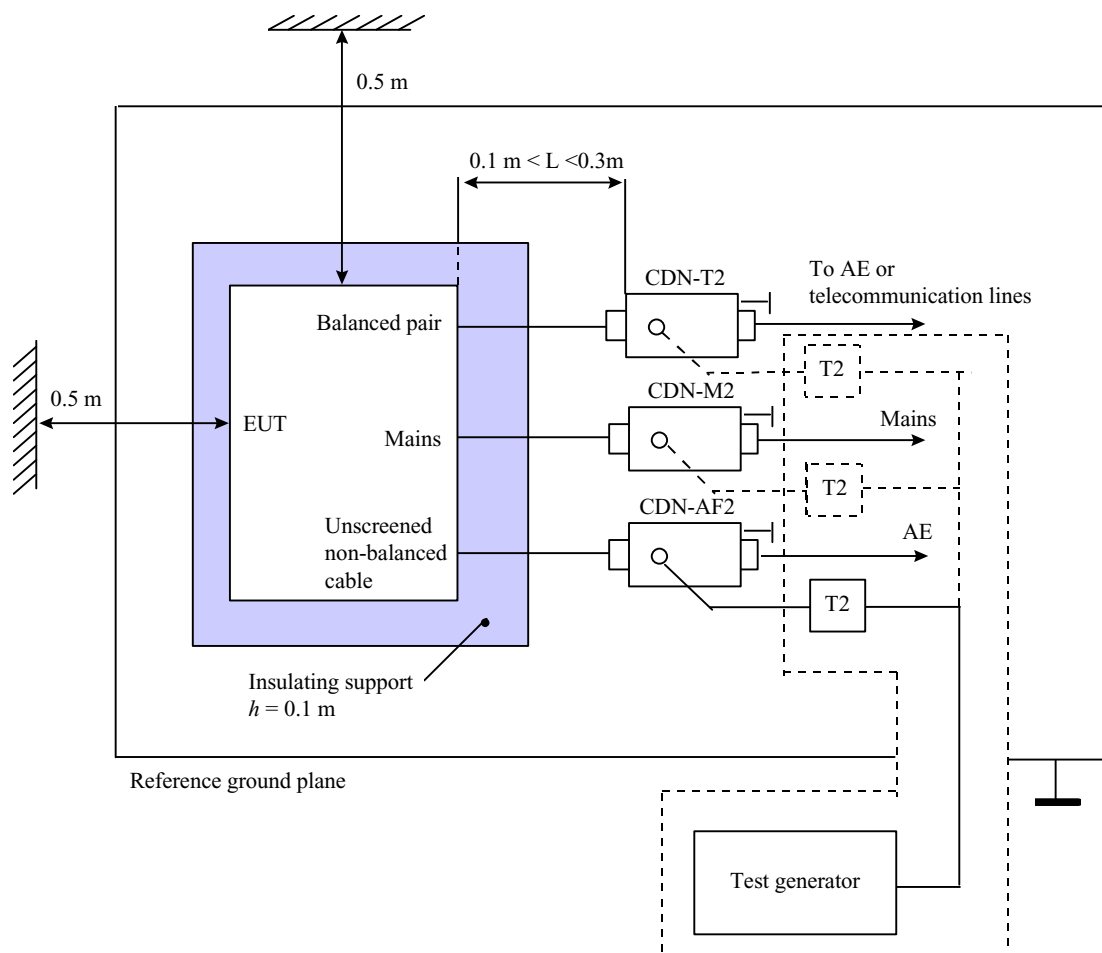 0.5 m
0.1 m < L <0.3m
CDN-T2
To AE or
telecommunication lines
Balanced pair
T2
0.5 m
EUT
CDN-M2
Mains
Mains
T2
CDN-AF2
Unscreened
non-balanced
cable
AE
T2
Insulating support
h = 0.1 m
Reference ground plane
Test generator